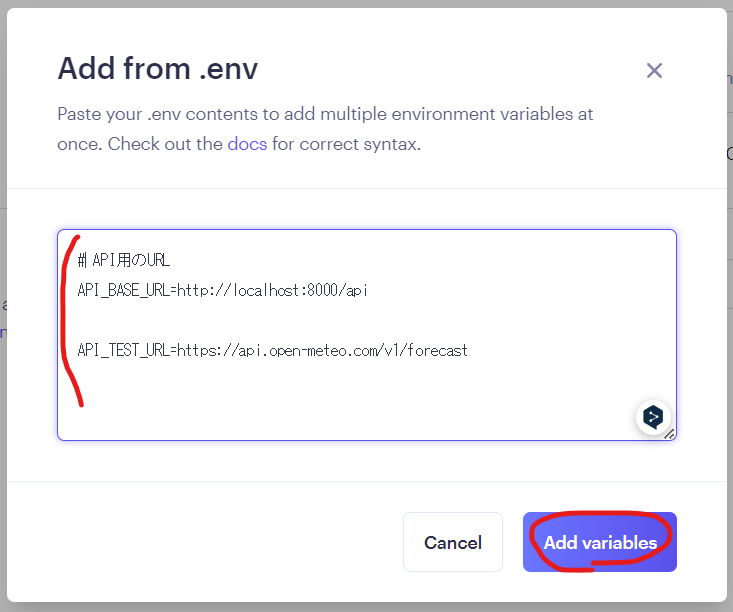 Add from .env
Paste your .env contents to add multiple environment variables at
once. Check out the docs for correct syntax.
# API用のURL
API_BASE_URL=http://localhost:8000/api
API_TEST_URL=https://api.open-meteo.com/v1/forecast
Cancel
Add variables